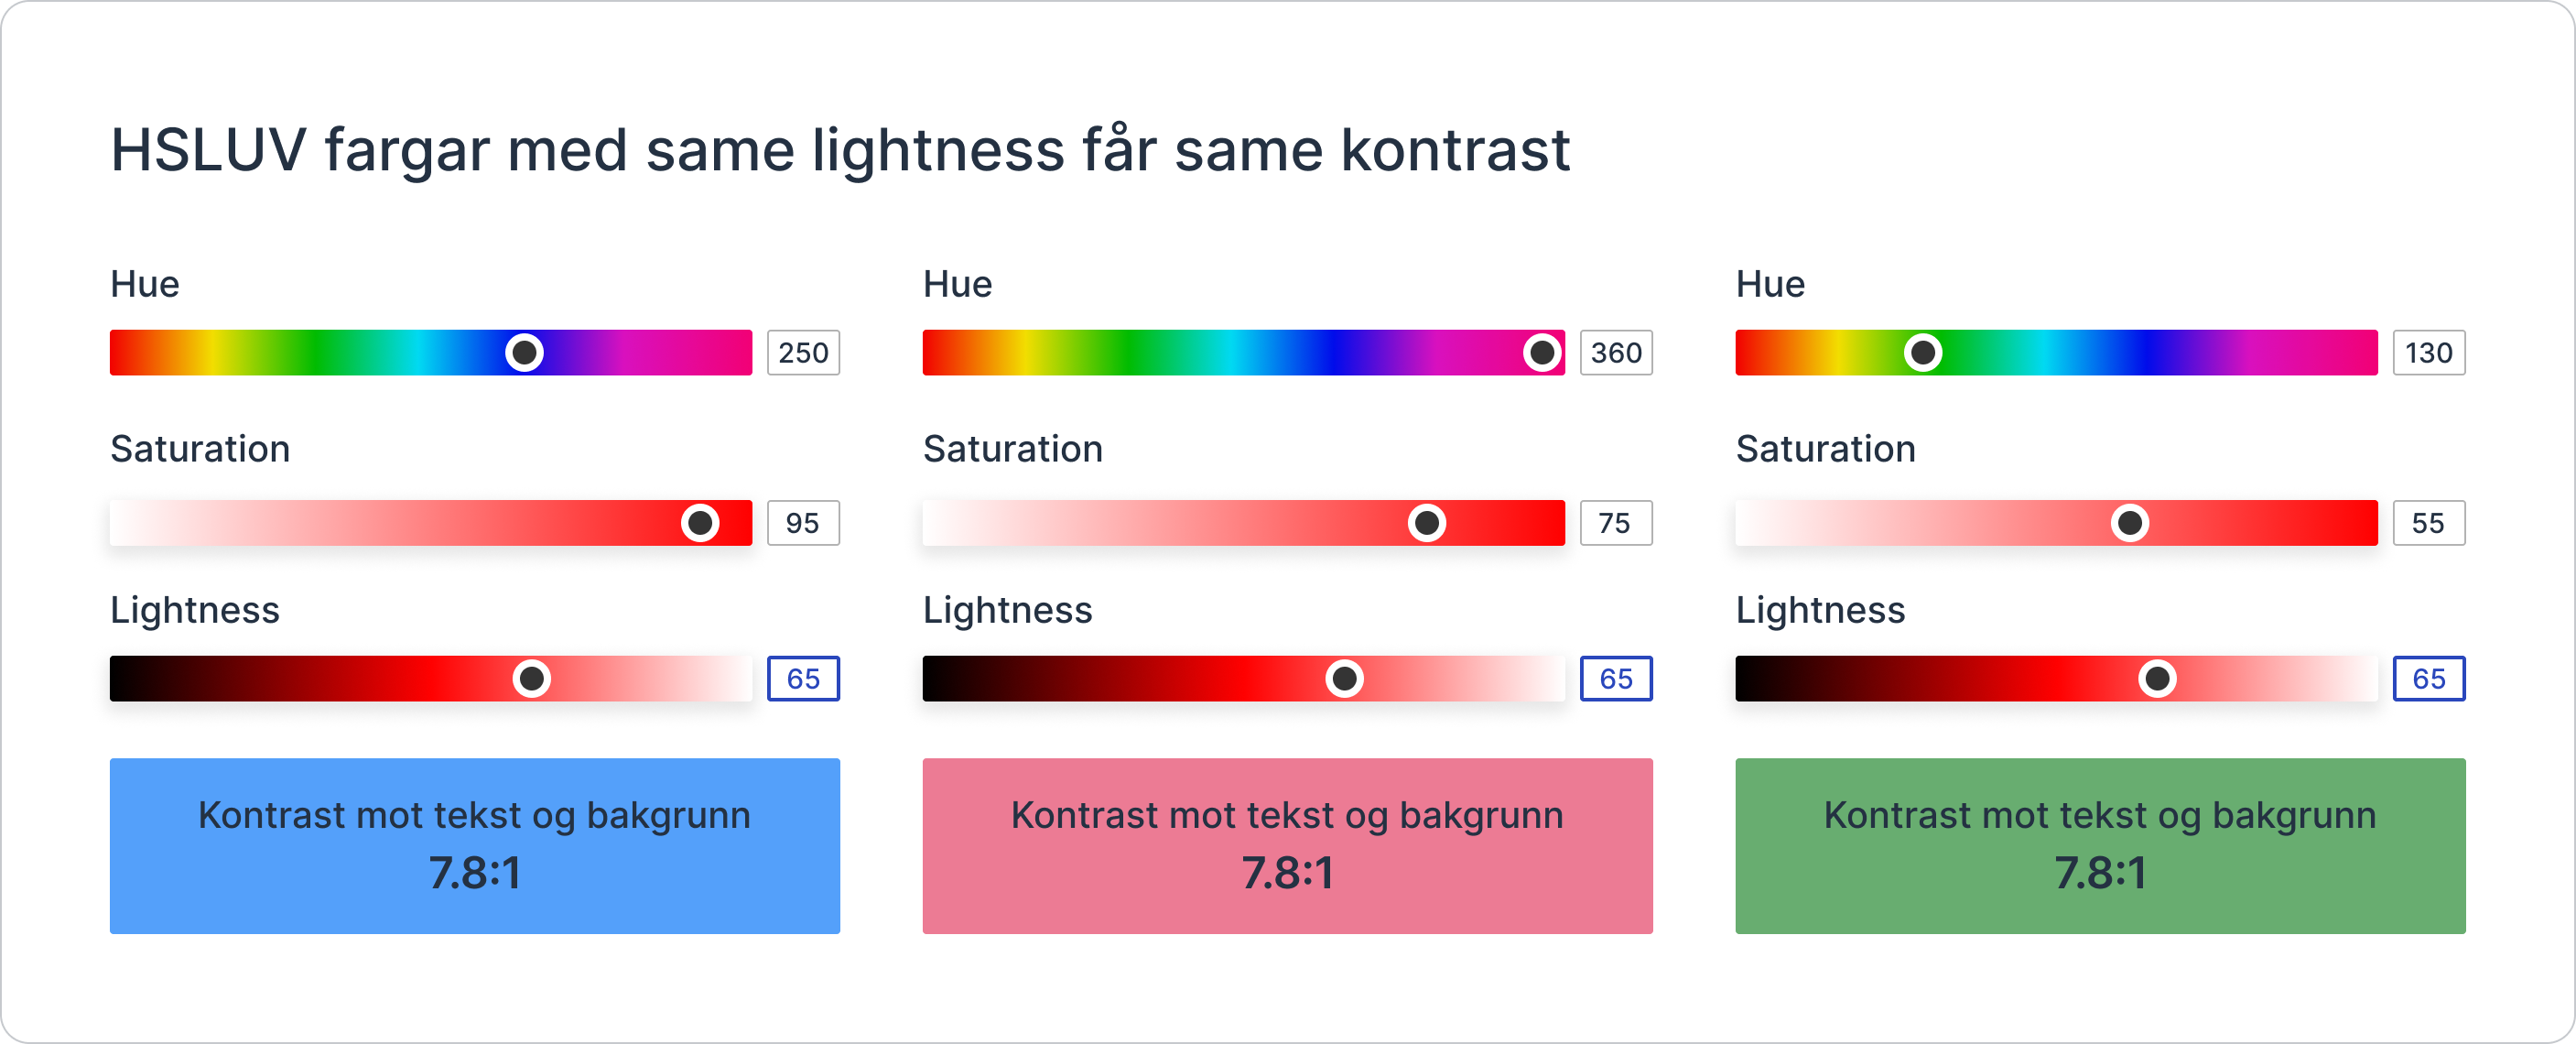 HSLUV fargar med same lightness får same kontrast
Hue
250
Saturation
95
Lightness
65
Kontrast mot tekst og bakgrunn
7.8:1
Hue
360
Saturation
75
Lightness
65
Kontrast mot tekst og bakgrunn
7.8:1
Hue
130
Saturation
55
Lightness
65
Kontrast mot tekst og bakgrunn
7.8:1